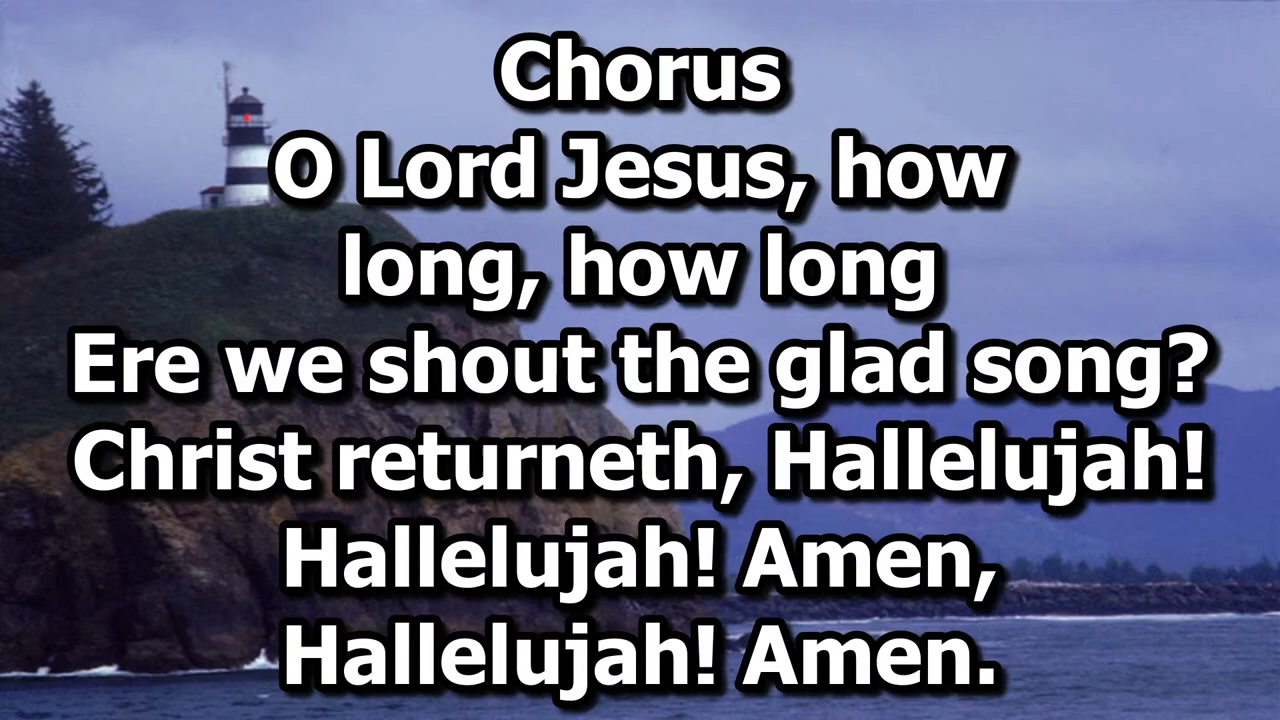 Chorus
O Lord Jesus, how
long, how long
Ere we shout the glad song?
Christ returneth, Hallelujah!
Hallelujah! Amen,
Hallelujah! Amen.